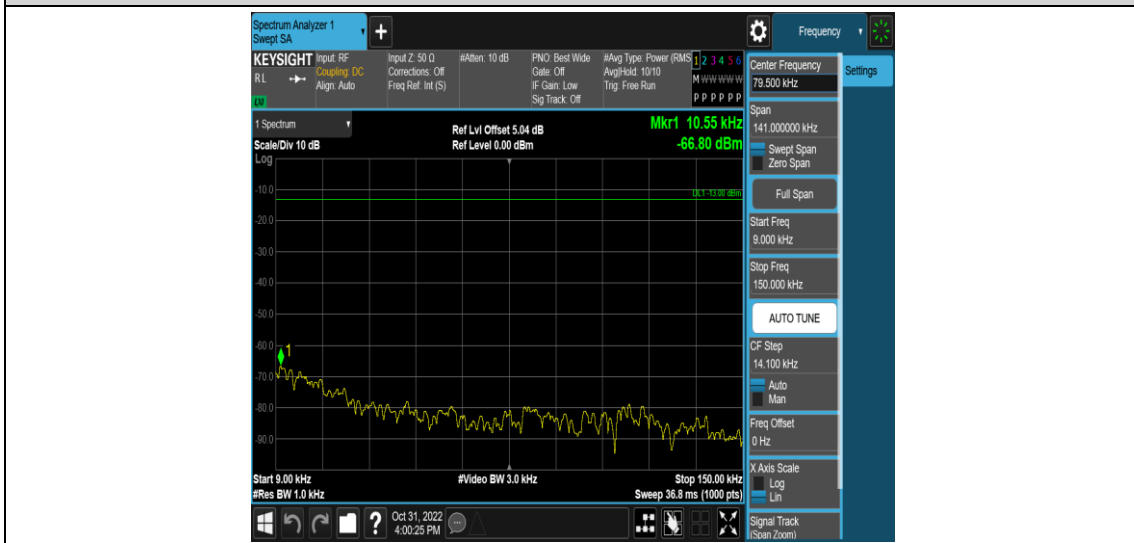 Spectrum Analyzer 1
Swept SA
+
Frequency
KEYSIGHT
RL
LXI
Input: RF
Coupling: DC
Align: Auto
Input Z: 50 Ω
Corrections: Off
Freq Ref: Int (S)
#Atten: 10 dB
PNO: Best Wide
Gate: Off
IF Gain: Low
Sig Track: Off
#Avg Type: Power (RMS
Avg|Hold: 10/10
Trig: Free Run
1 2 3 4 5 6
M W W W W W
P P P P P P
1 Spectrum
Scale/Div 10 dB
Log
Ref Lvl Offset 5.04 dB
Ref Level 0.00 dBm
Mkr1 10.55 kHz
-66.80 dBm
DL1 -13.00 dBm
-10.0
-20.0
-30.0
-40.0
-50.0
-60.0
1
-70.0
-80.0
-90.0
Start 9.00 kHz
#Res BW 1.0 kHz
#Video BW 3.0 kHz
Stop 150.00 kHz
Sweep 36.8 ms (1000 pts)
?
Oct 31, 2022
4:00:25 PM
Center Frequency
79.500 kHz
Settings
Span
141.000000 kHz
Swept Span
Zero Span
Full Span
Start Freq
9.000 kHz
Stop Freq
150.000 kHz
AUTO TUNE
CF Step
14.100 kHz
Auto
Man
Freq Offset
0 Hz
X Axis Scale
Log
Lin
Signal Track
(Span Zoom)